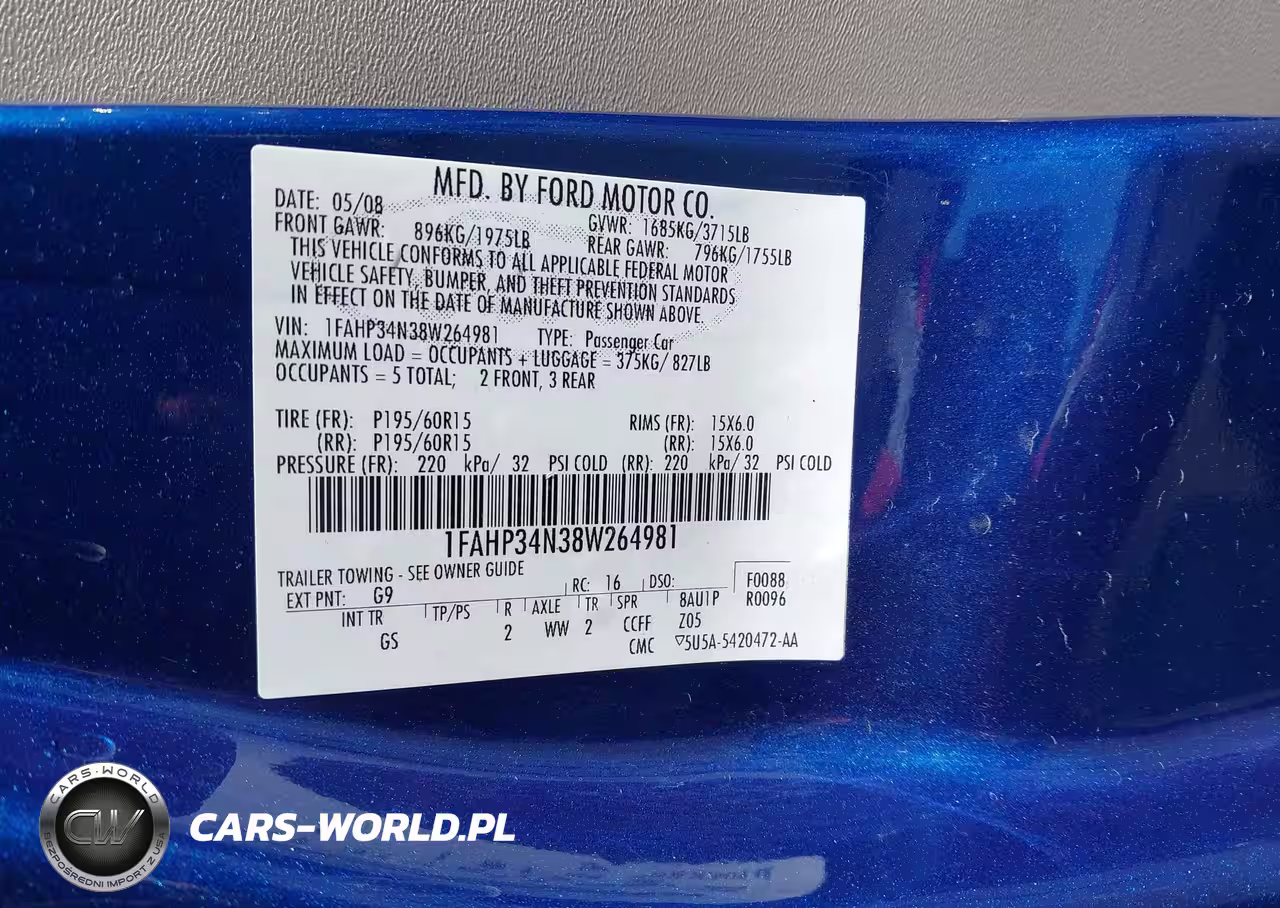 MFD. BY FORD MOTOR CO.
DATE: 05/08 GVWR: 1685KG/3715LB
FRONT GAWR: 896KG/1975LB REAR GAWR: 796KG/1755LB
THIS VEHICLE CONFORMS TO ALL APPLICABLE FEDERAL MOTOR
VEHICLE SAFETY, BUMPER, AND THEFT PREVENTION STANDARDS
IN EFFECT ON THE DATE OF MANUFACTURE SHOWN ABOVE.
VIN: 1FAHP34N38W264981 TYPE: Passenger Car
MAXIMUM LOAD = OCCUPANTS + LUGGAGE = 375KG/ 827LB
OCCUPANTS = 5 TOTAL; 2 FRONT, 3 REAR
TIRE (FR): P195/60R15 RIMS (FR): 15X6.0
(RR): P195/60R15 (RR): 15X6.0
PRESSURE (FR): 220 kPa/ 32 PSI COLD (RR): 220 kPa/ 32 PSI COLD
1FAHP34N38W264981
TRAILER TOWING - SEE OWNER GUIDE
EXT PNT: G9 RC: 16 DSO: F0088
INT TR TP/PS R AXLE TR SPR 8AU1P R0096
GS 2 WW 2 CCFF Z05
CMC ▽5U5A-5420472-AA
CARS-WORLD
CW
BEZPOŚREDNI IMPORT Z USA
CARS-WORLD.PL